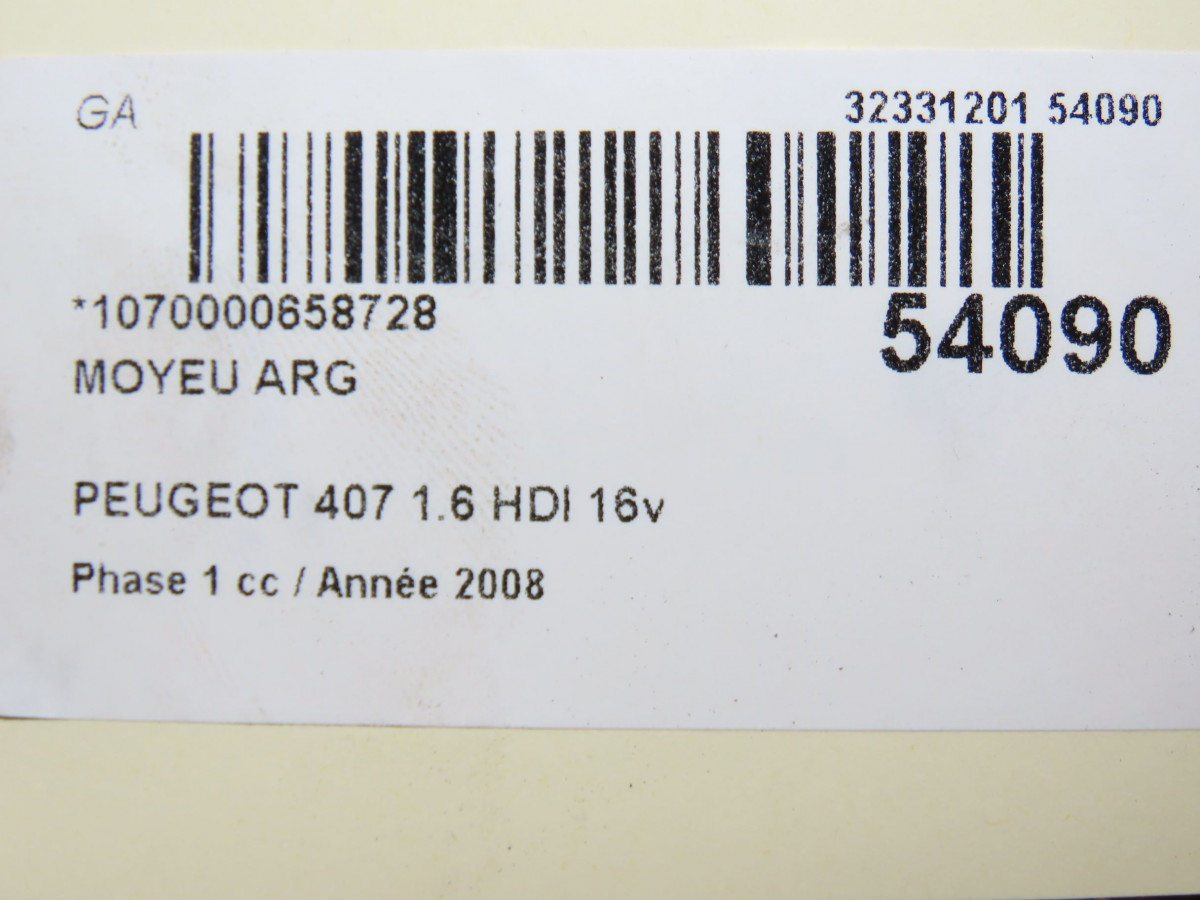 GA
32331201 54090
*1070000658728
54090
MOYEU ARG
PEUGEOT 407 1.6 HDI 16v
Phase 1 cc / Année 2008